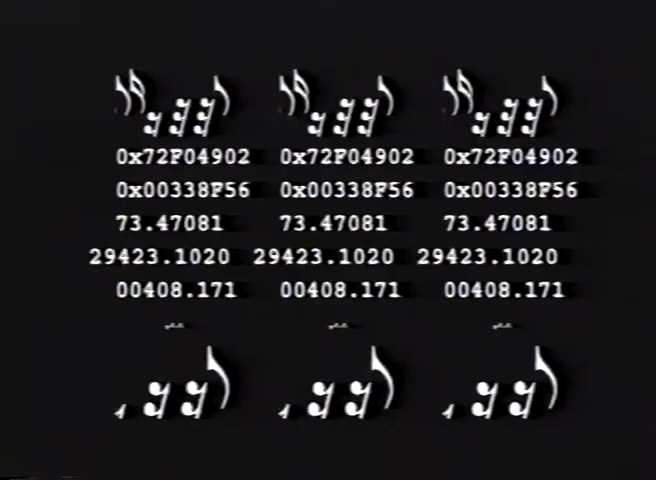 0x72F04902 0x72F04902 0x72F04902
0x00338F56 0x00338F56 0x00338F56
73.47081 73.47081 73.47081
29423.1020 29423.1020 29423.1020
00408.171 00408.171 00408.171